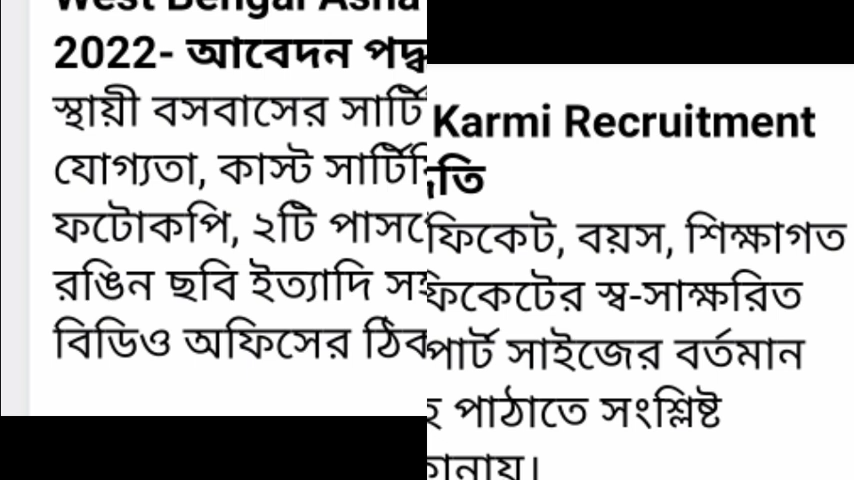 West Bengal Asha Karmi Recruitment
2022- আবেদন পদ্ধতি
স্থায়ী বসবাসের সার্টিফিকেট, বয়স, শিক্ষাগত
যোগ্যতা, কাস্ট সার্টিফিকেটের স্ব-সাক্ষরিত
ফটোকপি, ২টি পাসপোর্ট সাইজের বর্তমান
রঙিন ছবি ইত্যাদি সহ পাঠাতে সংশ্লিষ্ট
বিডিও অফিসের ঠিকানায়।